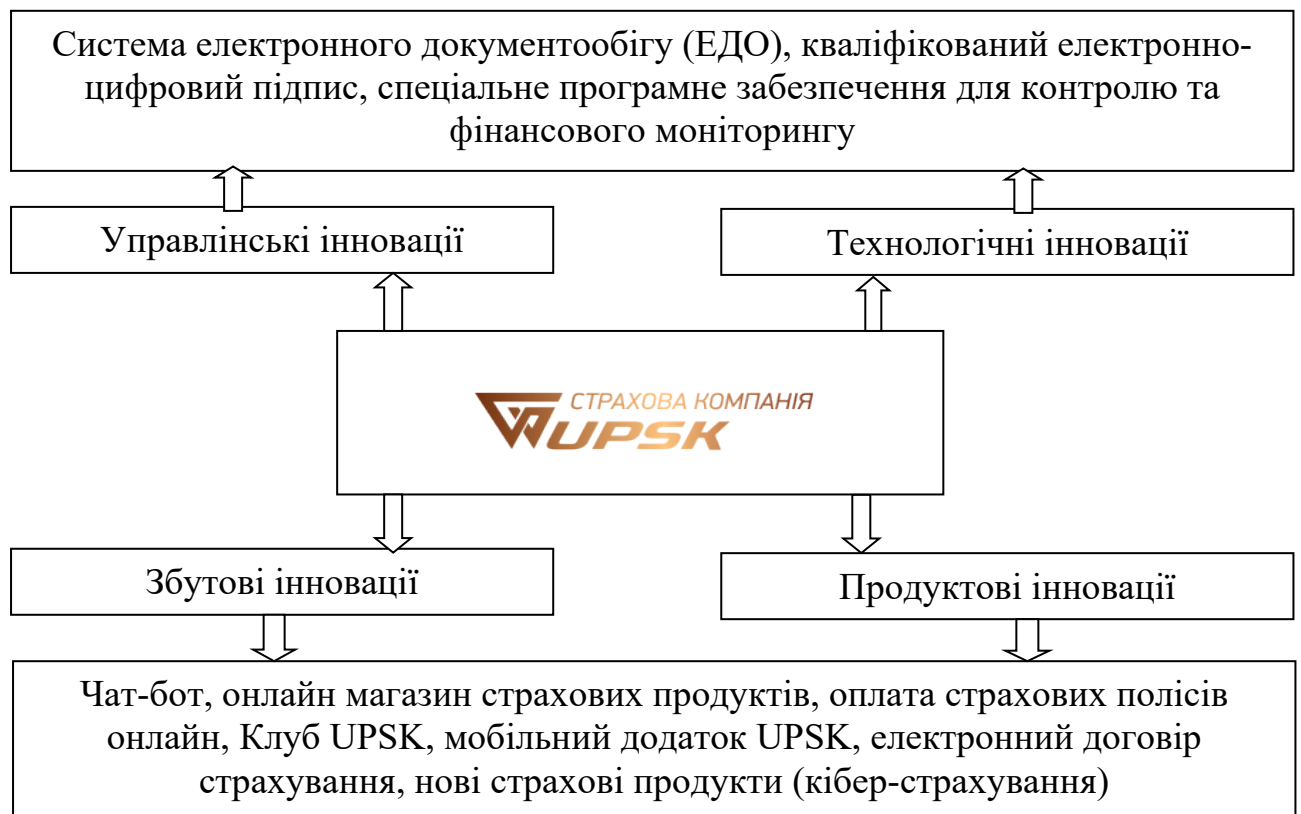 Система електронного документообігу (ЕДО), кваліфікований електронно-
цифровий підпис, спеціальне програмне забезпечення для контролю та
фінансового моніторингу
Управлінські інновації
Технологічні інновації
СТРАХОВА КОМПАНІЯ
UPSK
Збутові інновації
Продуктові інновації
Чат-бот, онлайн магазин страхових продуктів, оплата страхових полісів
онлайн, Клуб UPSK, мобільний додаток UPSK, електронний договір
страхування, нові страхові продукти (кібер-страхування)